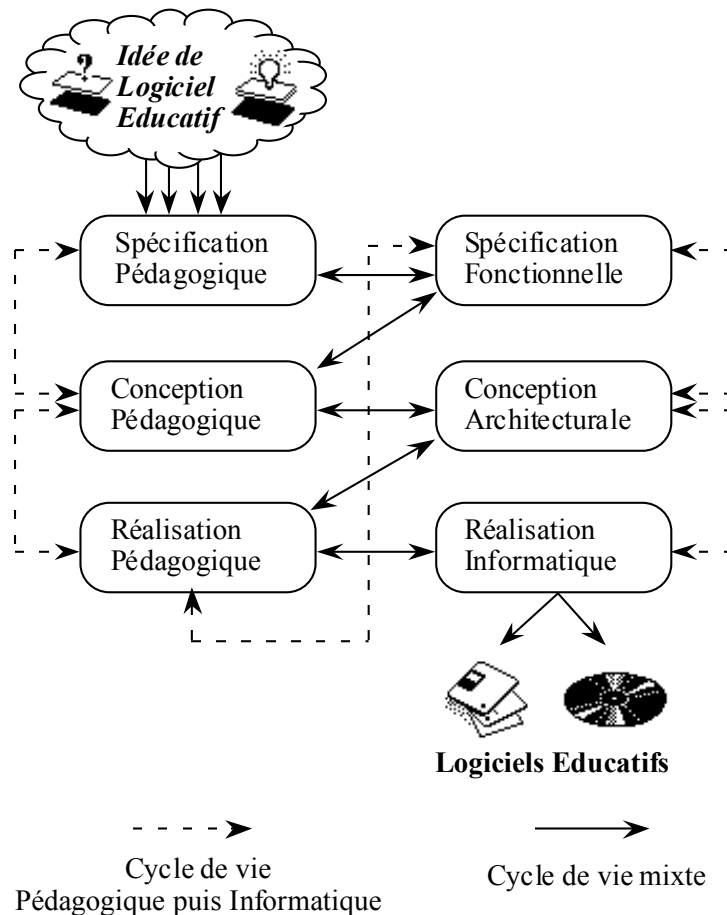 Idée de
Logiciel
Educatif
Spécification
Pédagogique
Spécification
Fonctionnelle
Conception
Pédagogique
Conception
Architecturale
Réalisation
Pédagogique
Réalisation
Informatique
Logiciels Educatifs
Cycle de vie
Pédagogique puis Informatique
Cycle de vie mixte